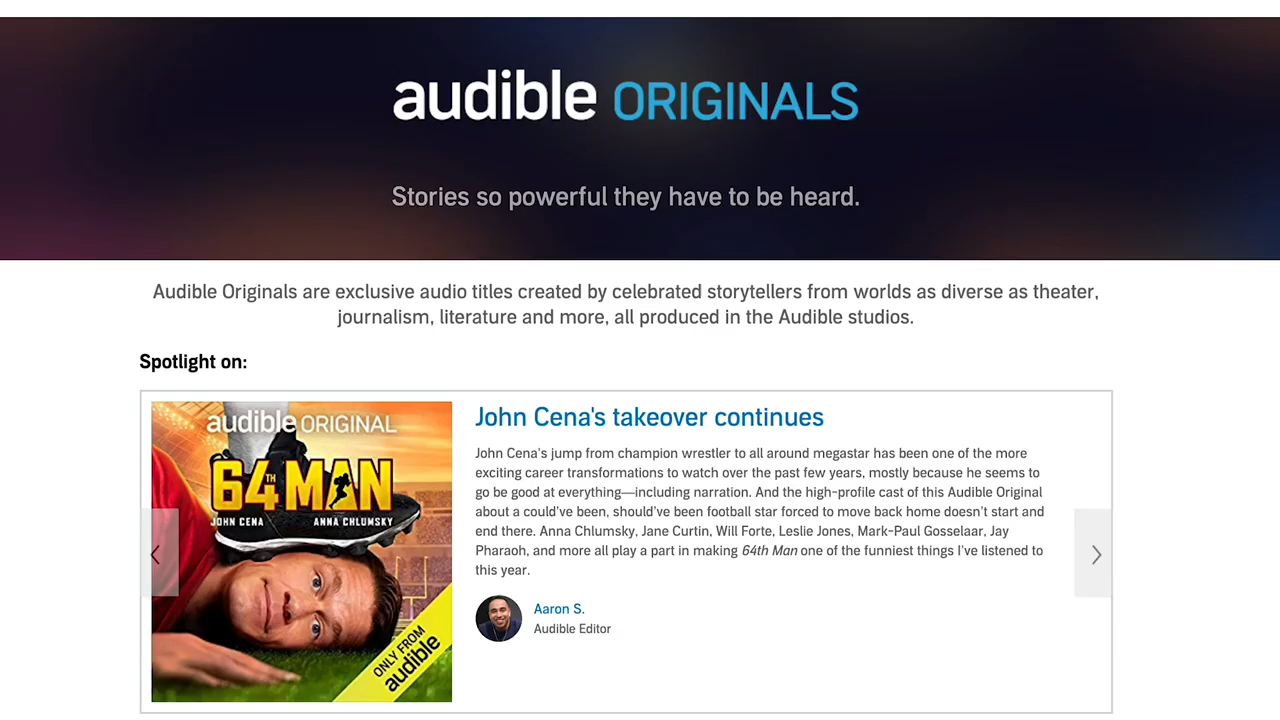 audible ORIGINALS
Stories so powerful they have to be heard.
Audible Originals are exclusive audio titles created by celebrated storytellers from worlds as diverse as theater,
journalism, literature and more, all produced in the Audible studios.
Spotlight on:
audible ORIGINAL
64TH MAN
JOHN CENA ANNA CHLUMSKY
ONLY FROM
audible
John Cena's takeover continues
John Cena's jump from champion wrestler to all around megastar has been one of the more
exciting career transformations to watch over the past few years, mostly because he seems to
go be good at everything—including narration. And the high-profile cast of this Audible Original
about a could've been, should've been football star forced to move back home doesn't start and
end there. Anna Chlumsky, Jane Curtin, Will Forte, Leslie Jones, Mark-Paul Gosselaar, Jay
Pharaoh, and more all play a part in making 64th Man one of the funniest things I've listened to
this year.
Aaron S.
Audible Editor